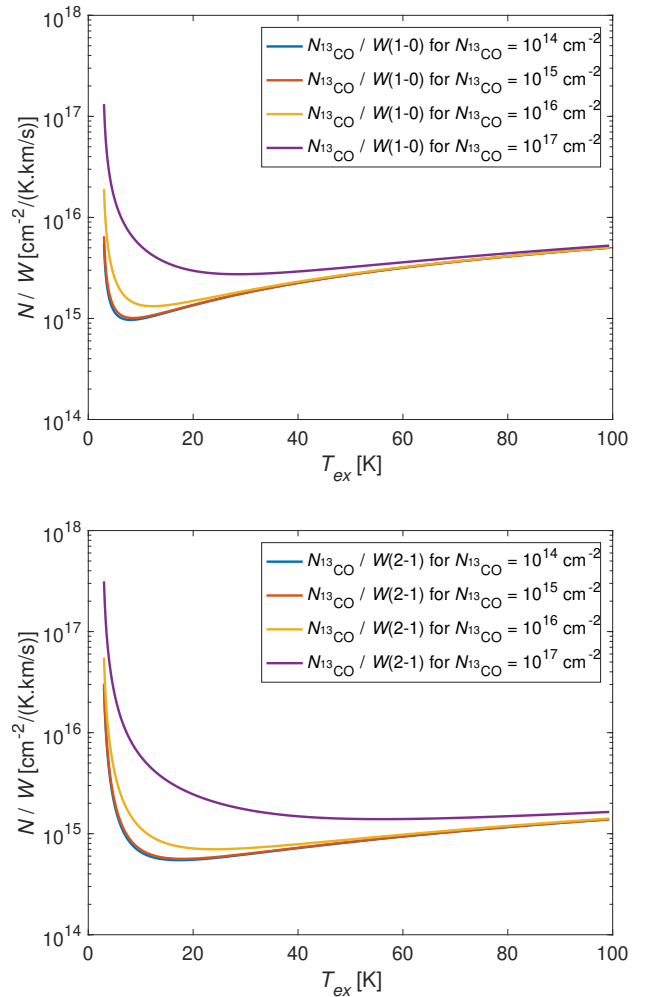 10^18
10^17
10^16
10^15
10^14
N / W [cm^-2/(K.km/s)]
N13CO / W(1-0) for N13CO = 10^14 cm^-2
N13CO / W(1-0) for N13CO = 10^15 cm^-2
N13CO / W(1-0) for N13CO = 10^16 cm^-2
N13CO / W(1-0) for N13CO = 10^17 cm^-2
0 20 40 60 80 100
T_ex [K]
10^18
10^17
10^16
10^15
10^14
N / W [cm^-2/(K.km/s)]
N13CO / W(2-1) for N13CO = 10^14 cm^-2
N13CO / W(2-1) for N13CO = 10^15 cm^-2
N13CO / W(2-1) for N13CO = 10^16 cm^-2
N13CO / W(2-1) for N13CO = 10^17 cm^-2
0 20 40 60 80 100
T_ex [K]